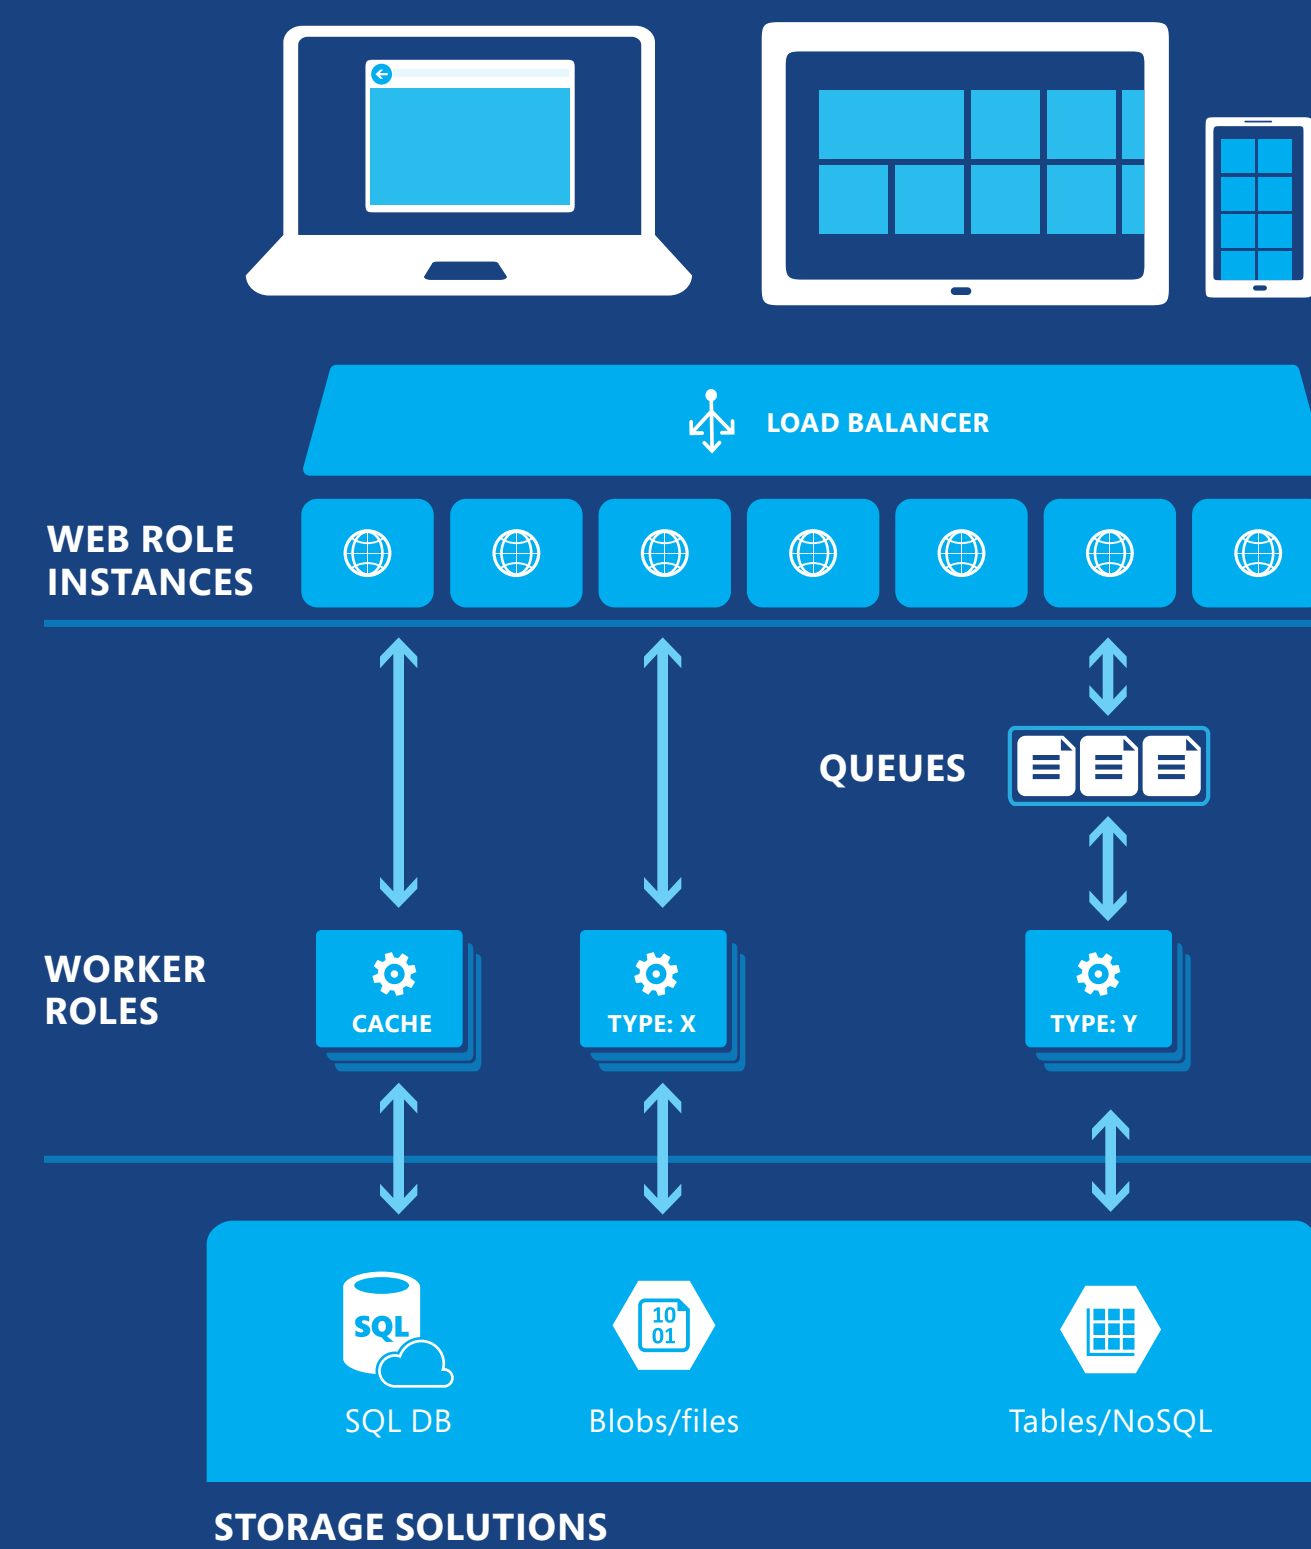 LOAD BALANCER
WEB ROLE
INSTANCES
QUEUES
WORKER
ROLES
CACHE
TYPE: X
TYPE: Y
SQL
10
01
SQL DB
Blobs/files
Tables/NoSQL
STORAGE SOLUTIONS